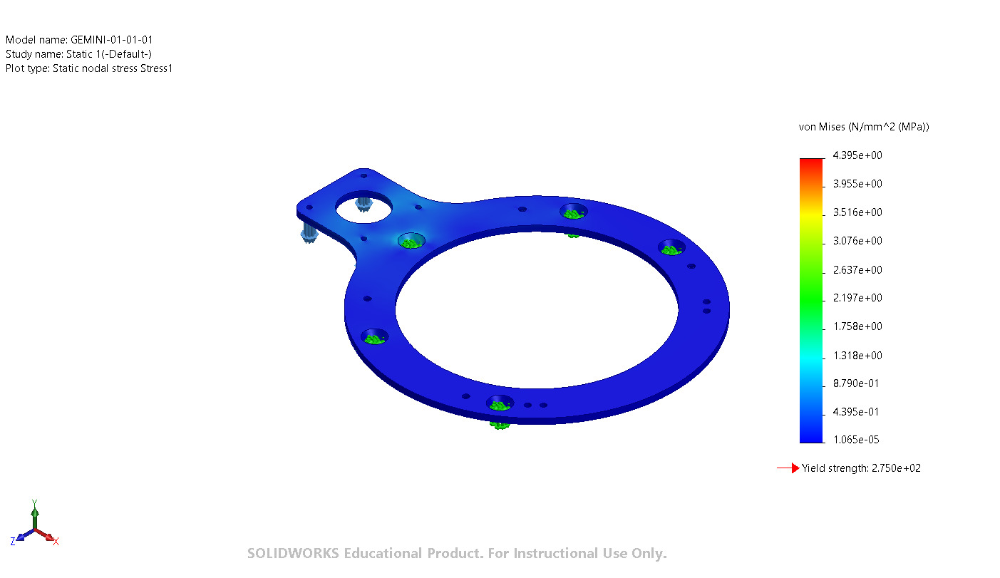 Model name: GEMINI-01-01-01
Study name: Static 1(-Default-)
Plot type: Static nodal stress Stress1
von Mises (N/mm^2 (MPa))
4.395e+00
3.955e+00
3.516e+00
3.076e+00
2.637e+00
2.197e+00
1.758e+00
1.318e+00
8.790e-01
4.395e-01
1.065e-05
Yield strength: 2.750e+02
Y
Z
X
SOLIDWORKS Educational Product. For Instructional Use Only.